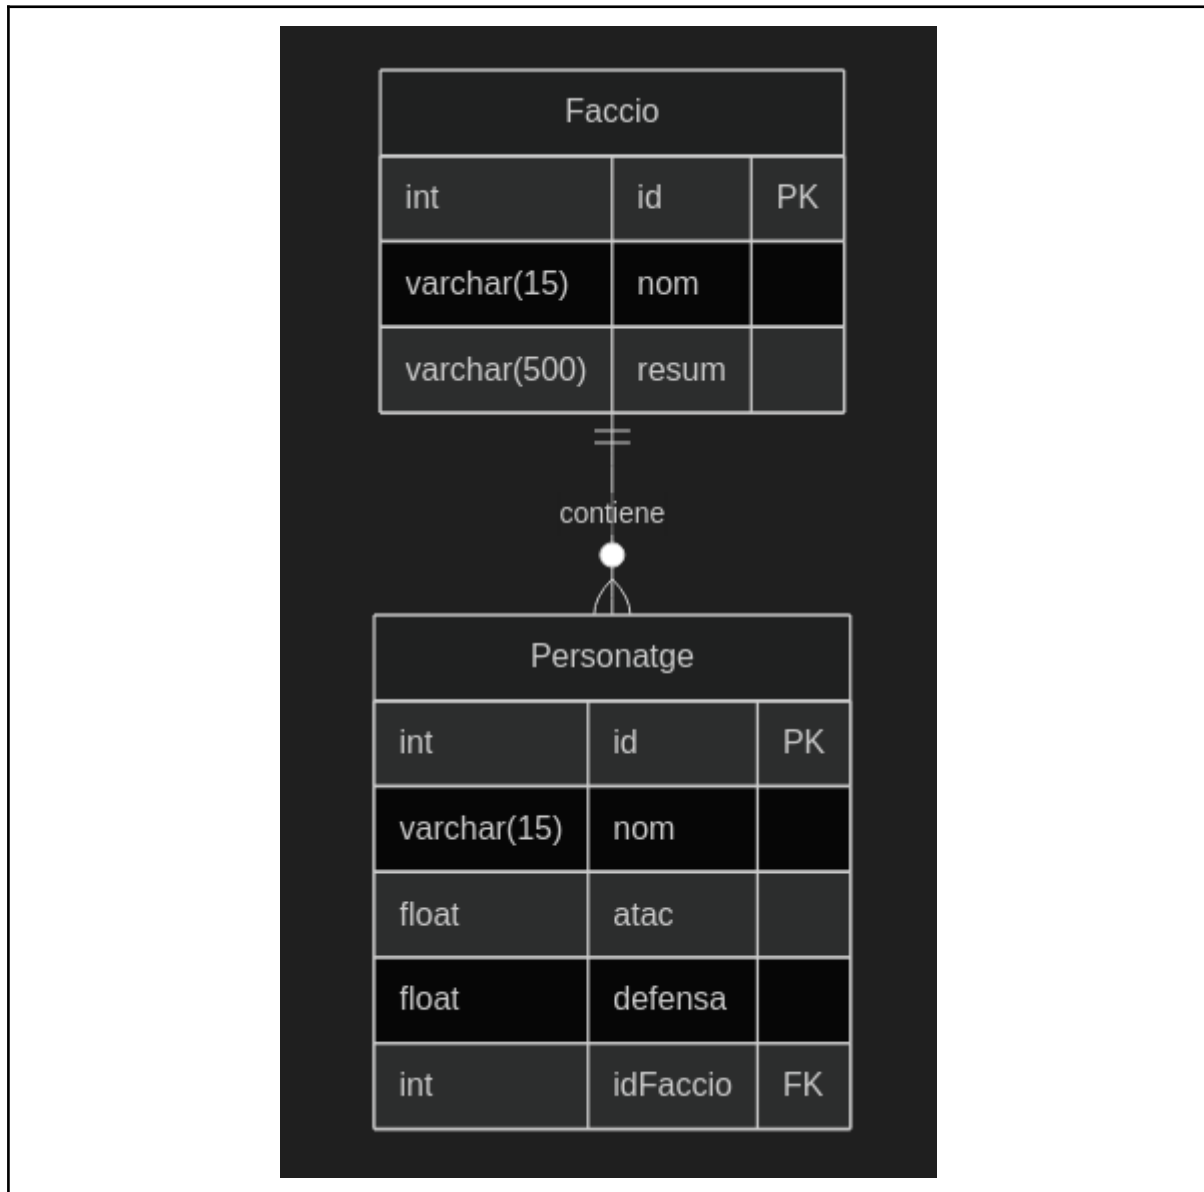 Faccio
int id PK
varchar(15) nom
varchar(500) resum
contiene
Personatge
int id PK
varchar(15) nom
float atac
float defensa
int idFaccio FK